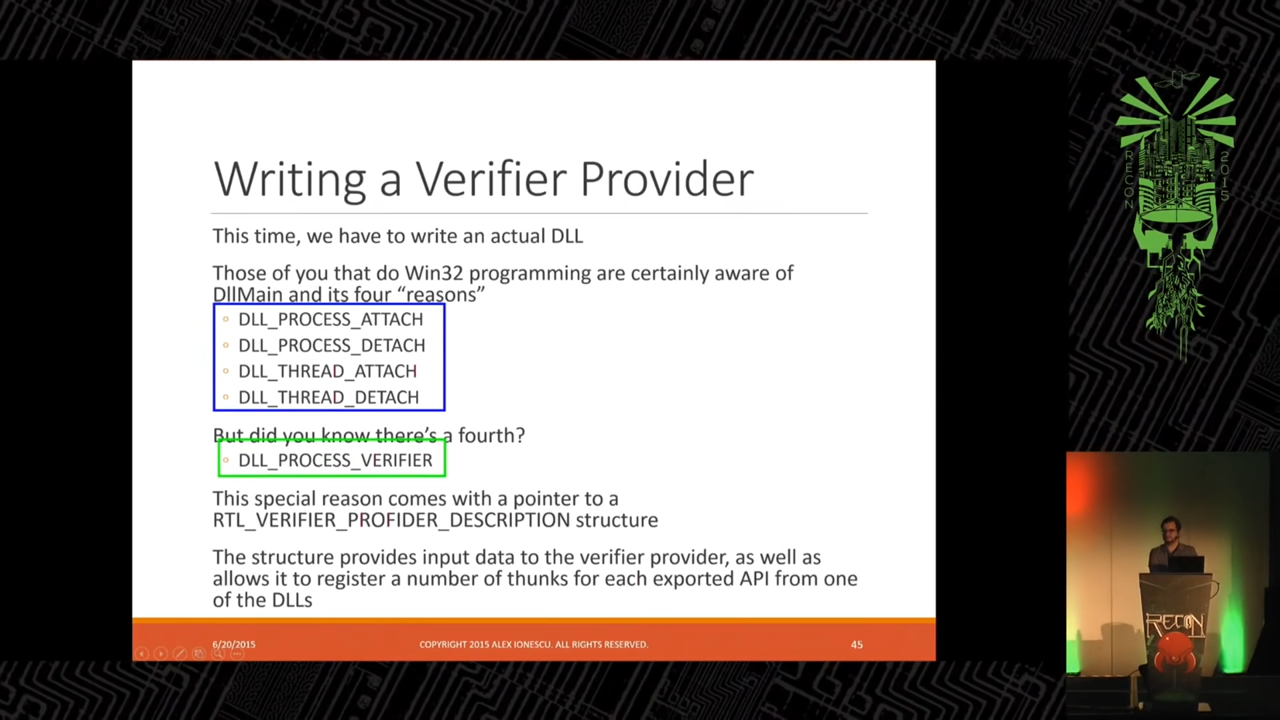 Writing a Verifier Provider
This time, we have to write an actual DLL
Those of you that do Win32 programming are certainly aware of
DllMain and its four “reasons”
DLL_PROCESS_ATTACH
DLL_PROCESS_DETACH
DLL_THREAD_ATTACH
DLL_THREAD_DETACH
But did you know there’s a fourth?
DLL_PROCESS_VERIFIER
This special reason comes with a pointer to a
RTL_VERIFIER_PROFIDER_DESCRIPTION structure
The structure provides input data to the verifier provider, as well as
allows it to register a number of thunks for each exported API from one
of the DLLs
6/20/2015
COPYRIGHT 2015 ALEX IONESCU. ALL RIGHTS RESERVED.
45
RECON
2015
RECON